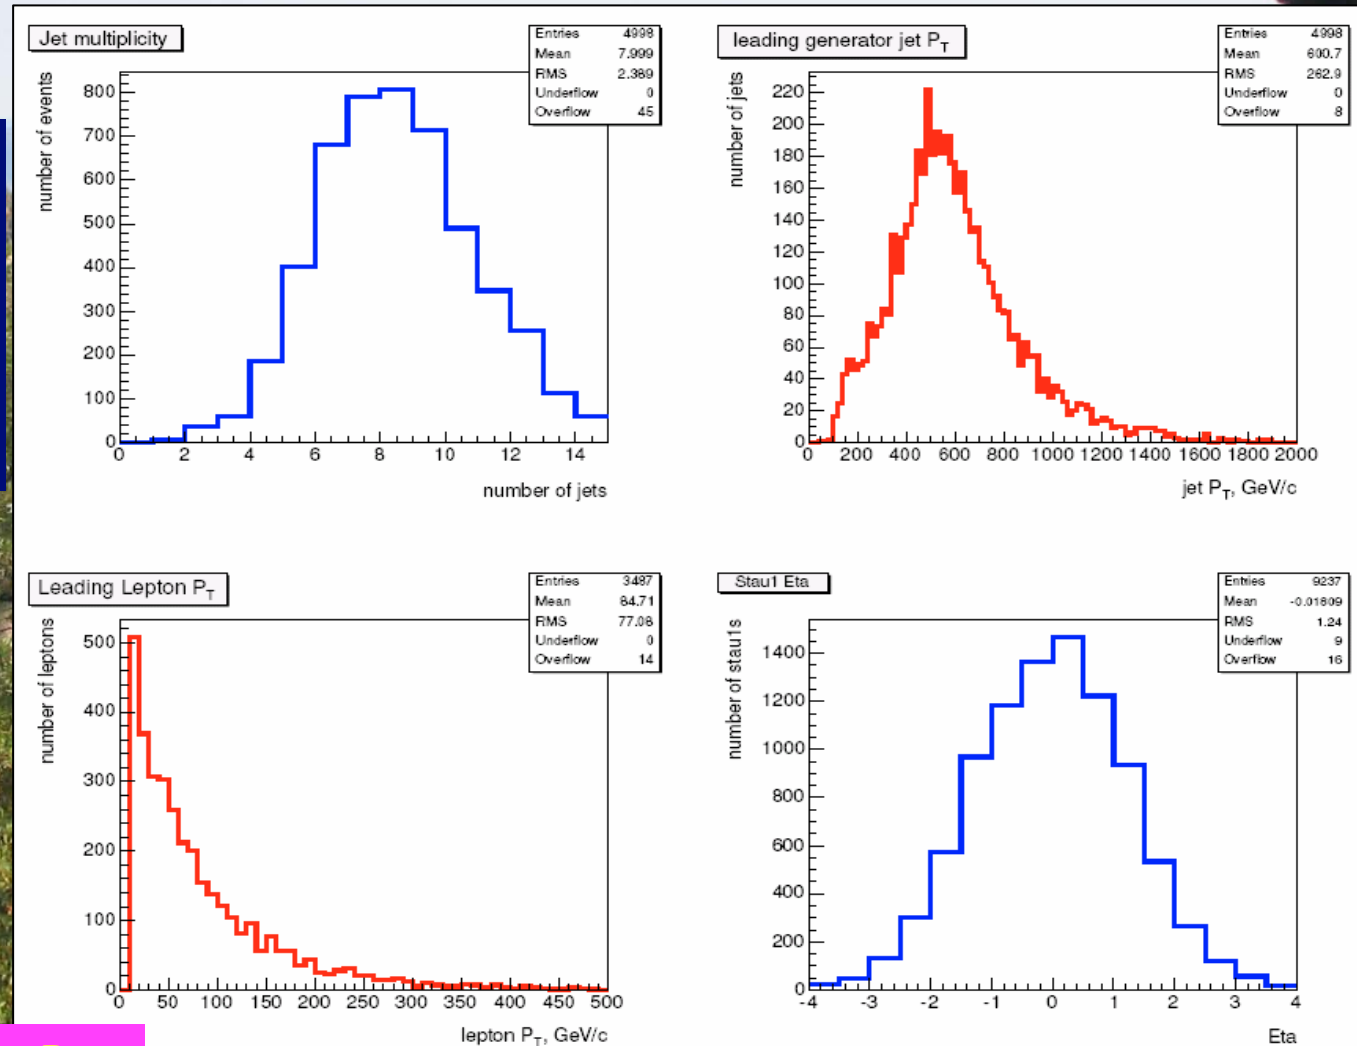 Jet multiplicity
Entries 4998
Mean 7.999
RMS 2.389
Underflow 0
Overflow 45
number of events
800
700
600
500
400
300
200
100
0
0 2 4 6 8 10 12 14
number of jets
leading generator jet PT
Entries 4998
Mean 600.7
RMS 262.9
Underflow 0
Overflow 8
number of jets
220
200
180
160
140
120
100
80
60
40
20
0
0 200 400 600 800 1000 1200 1400 1600 1800 2000
jet PT, GeV/c
Leading Lepton PT
Entries 3487
Mean 84.71
RMS 77.08
Underflow 0
Overflow 14
number of leptons
500
400
300
200
100
0
0 50 100 150 200 250 300 350 400 450 500
lepton PT, GeV/c
Stau1 Eta
Entries 9237
Mean -0.01809
RMS 1.24
Underflow 9
Overflow 16
number of stau1s
1400
1200
1000
800
600
400
200
0
-4 -3 -2 -1 0 1 2 3 4
Eta